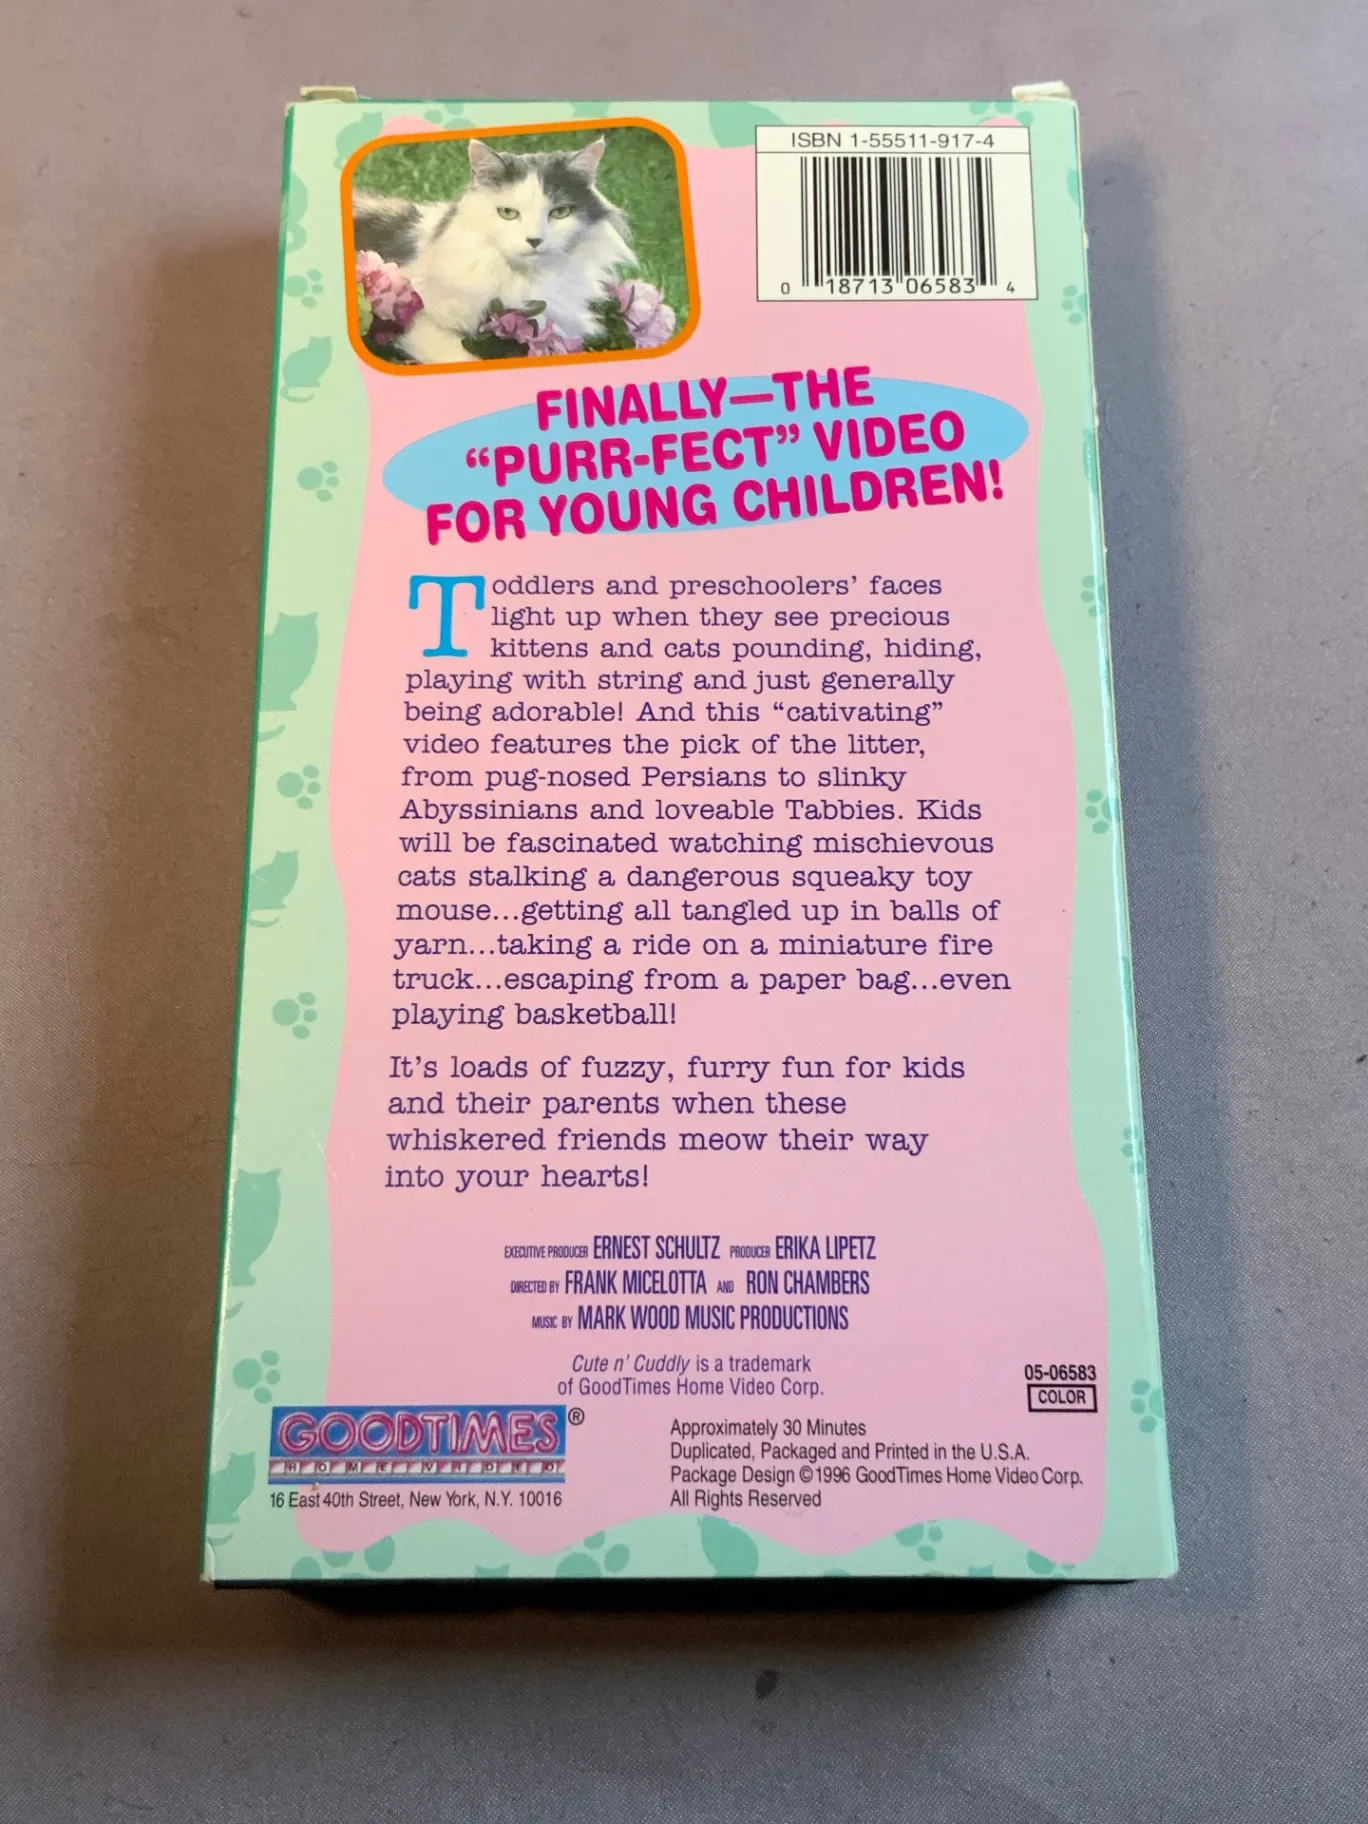 ISBN 1-55511-917-4
0 18713 06583 4
FINALLY—THE
“PURR-FECT” VIDEO
FOR YOUNG CHILDREN!
Toddlers and preschoolers’ faces
light up when they see precious
kittens and cats pounding, hiding,
playing with string and just generally
being adorable! And this “cativating”
video features the pick of the litter,
from pug-nosed Persians to slinky
Abyssinians and loveable Tabbies. Kids
will be fascinated watching mischievous
cats stalking a dangerous squeaky toy
mouse...getting all tangled up in balls of
yarn...taking a ride on a miniature fire
truck...escaping from a paper bag...even
playing basketball!
It’s loads of fuzzy, furry fun for kids
and their parents when these
whiskered friends meow their way
into your hearts!
EXECUTIVE PRODUCER ERNEST SCHULTZ PRODUCER ERIKA LIPETZ
DIRECTED BY FRANK MICELOTTA AND RON CHAMBERS
MUSIC BY MARK WOOD MUSIC PRODUCTIONS
Cute n’ Cuddly is a trademark
of GoodTimes Home Video Corp.
05-06583
COLOR
GOODTIMES®
HOME VIDEO
16 East 40th Street, New York, N.Y. 10016
Approximately 30 Minutes
Duplicated, Packaged and Printed in the U.S.A.
Package Design ©1996 GoodTimes Home Video Corp.
All Rights Reserved